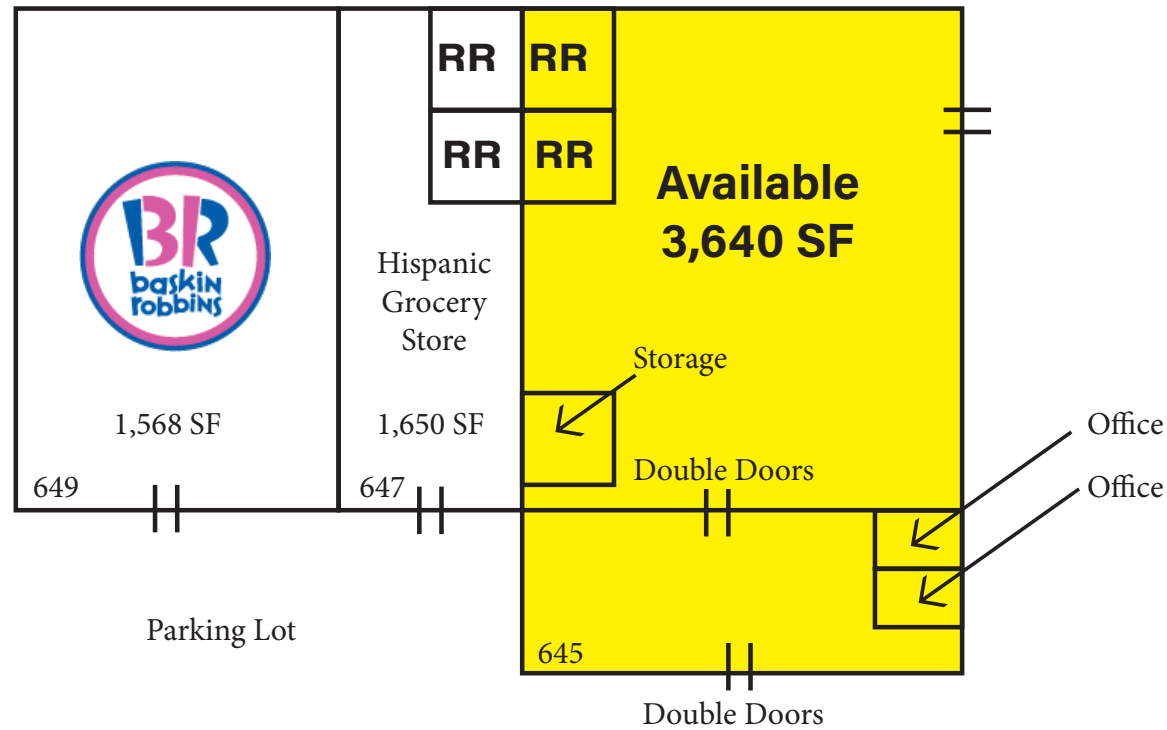 RR RR
RR RR
Available
3,640 SF
BR
baskin
robbins
Hispanic
Grocery
Store
Storage
1,568 SF
1,650 SF
Office
Double Doors
649
647
Office
Parking Lot
645
Double Doors